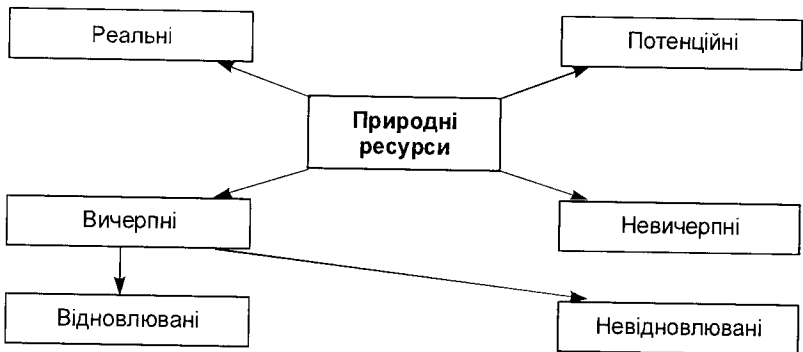 Реальні
Потенційні
Природні
ресурси
Вичерпні
Невичерпні
Відновлювані
Невідновлювані